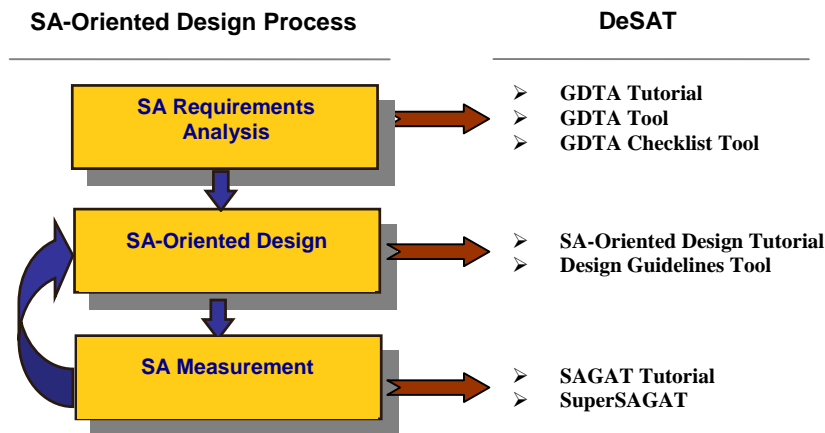 SA-Oriented Design Process
DeSAT
SA Requirements
Analysis
➢ GDTA Tutorial
➢ GDTA Tool
➢ GDTA Checklist Tool
SA-Oriented Design
➢ SA-Oriented Design Tutorial
➢ Design Guidelines Tool
SA Measurement
➢ SAGAT Tutorial
➢ SuperSAGAT